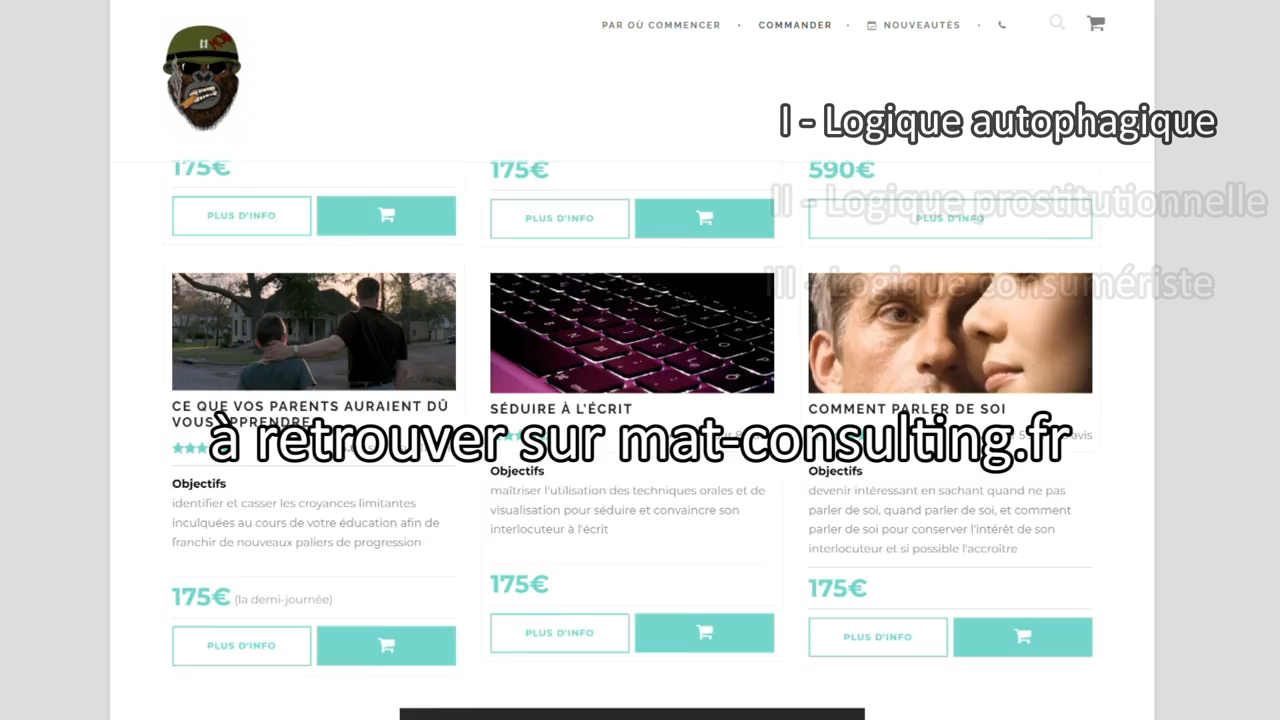 PAR OÙ COMMENCER • COMMANDER • NOUVEAUTÉS •
I - Logique autophagique
175€ 175€ 590€
II - Logique prostitutionnelle
PLUS D'INFO PLUS D'INFO PLUS D'INFO
III - Logique consumériste
CE QUE VOS PARENTS AURAIENT DÛ
VOUS APPRENDRE
SÉDUIRE À L'ÉCRIT
COMMENT PARLER DE SOI
avis
à retrouver sur mat-consulting.fr
Objectifs
identifier et casser les croyances limitantes
inculquées au cours de votre éducation afin de
franchir de nouveaux paliers de progression
175€ (la demi-journée)
PLUS D'INFO
Objectifs
maîtriser l'utilisation des techniques orales et de
visualisation pour séduire et convaincre son
interlocuteur à l'écrit
175€
PLUS D'INFO
Objectifs
devenir intéressant en sachant quand ne pas
parler de soi, quand parler de soi, et comment
parler de soi pour conserver l'intérêt de son
interlocuteur et si possible l'accroître
175€
PLUS D'INFO